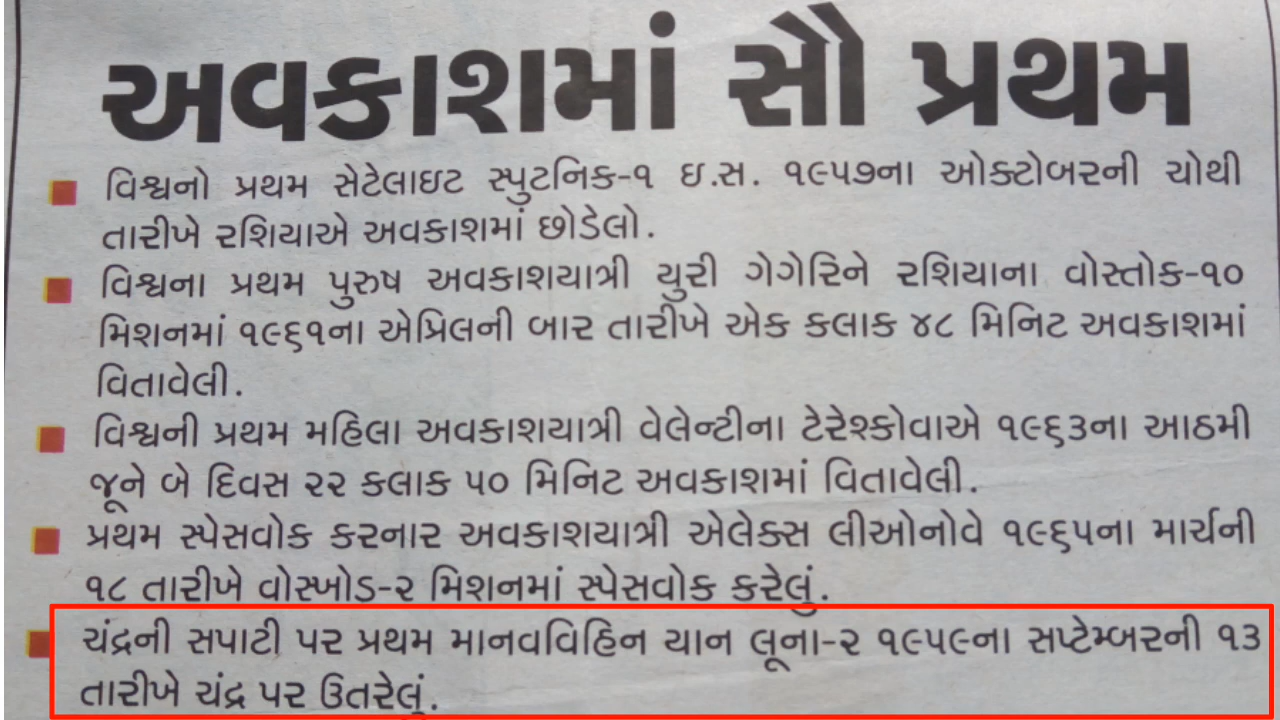 અવકાશમાં સૌ પ્રથમ
વિશ્વનો પ્રથમ સેટેલાઇટ સ્પુટનિક-૧ ઇ.સ. ૧૯૫૭ના ઓક્ટોબરની ચોથી
તારીખે રશિયાએ અવકાશમાં છોડેલો.
વિશ્વના પ્રથમ પુરુષ અવકાશયાત્રી યુરી ગેગેરિને રશિયાના વોસ્તોક-૧૦
મિશનમાં ૧૯૬૧ના એપ્રિલની બાર તારીખે એક કલાક ૪૮ મિનિટ અવકાશમાં
વિતાવેલી.
વિશ્વની પ્રથમ મહિલા અવકાશયાત્રી વેલેન્ટીના ટેરેશ્કોવાએ ૧૯૬૩ના આઠમી
જૂને બે દિવસ ૨૨ કલાક ૫૦ મિનિટ અવકાશમાં વિતાવેલી.
પ્રથમ સ્પેસવોક કરનાર અવકાશયાત્રી એલેક્સ લીઓનોવે ૧૯૬૫ના માર્ચની
૧૮ તારીખે વોસ્ખોડ-૨ મિશનમાં સ્પેસવોક કરેલું.
ચંદ્રની સપાટી પર પ્રથમ માનવવિહિન યાન લૂના-૨ ૧૯૫૯ના સપ્ટેમ્બરની ૧૩
તારીખે ચંદ્ર પર ઉતરેલું.